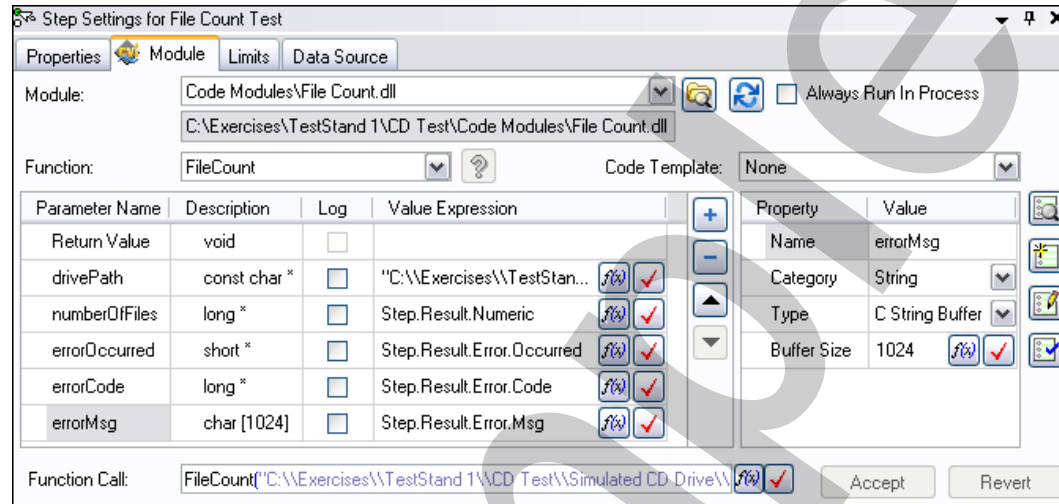 Step Settings for File Count Test
Properties Module Limits Data Source
Module: Code Modules\File Count.dll Always Run In Process
C:\Exercises\TestStand 1\CD Test\Code Modules\File Count.dll
Function: FileCount Code Template: None
Parameter Name Description Log Value Expression Property Value
Return Value void Name errorMsg
drivePath const char * "C:\\Exercises\\TestStan... f(x) Category String
numberOfFiles long * Step.Result.Numeric f(x) Type C String Buffer
errorOccurred short * Step.Result.Error.Occurred f(x) Buffer Size 1024 f(x)
errorCode long * Step.Result.Error.Code f(x)
errorMsg char [1024] Step.Result.Error.Msg f(x)
Function Call: FileCount("C:\\Exercises\\TestStand 1\\CD Test\\Simulated CD Drive\\ f(x) Accept Revert